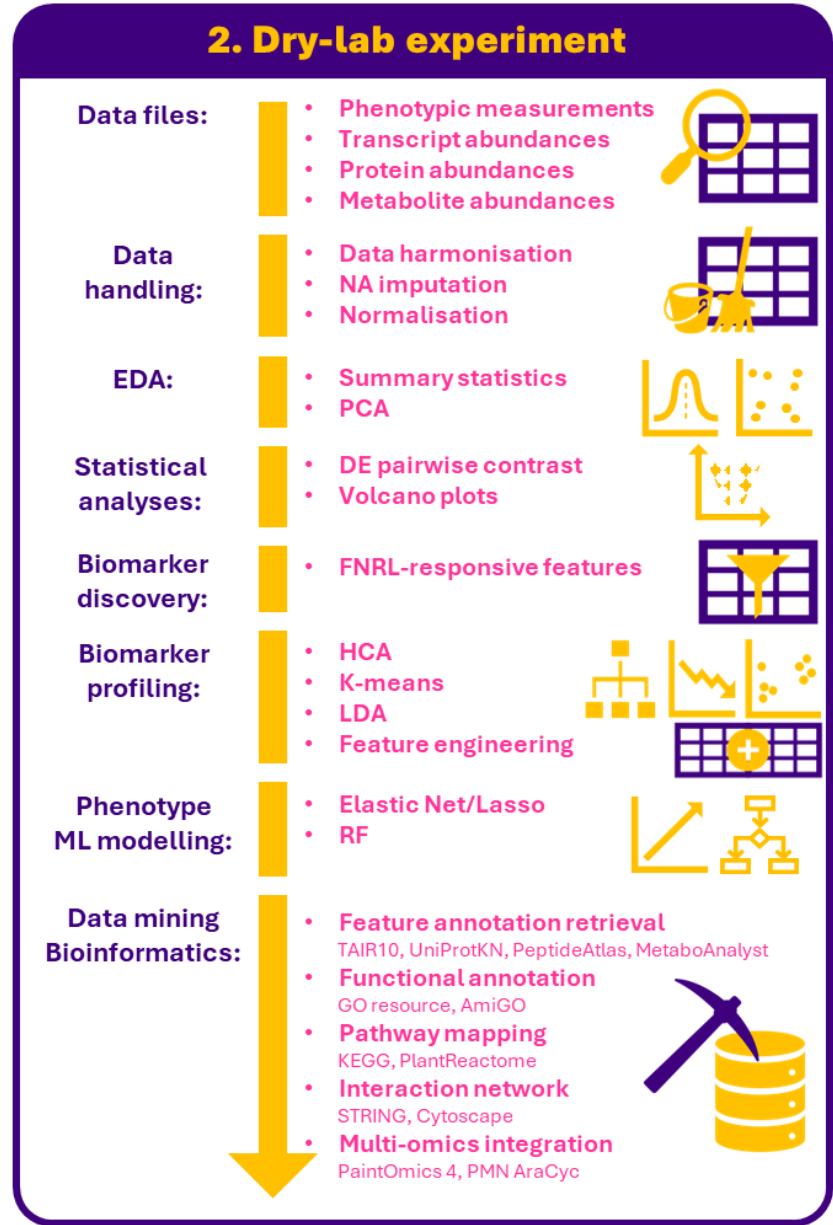 2. Dry-lab experiment
Data files:
• Phenotypic measurements
• Transcript abundances
• Protein abundances
• Metabolite abundances
Data
handling:
• Data harmonisation
• NA imputation
• Normalisation
EDA:
• Summary statistics
• PCA
Statistical
analyses:
• DE pairwise contrast
• Volcano plots
Biomarker
discovery:
• FNRL-responsive features
Biomarker
profiling:
• HCA
• K-means
• LDA
• Feature engineering
Phenotype
ML modelling:
• Elastic Net/Lasso
• RF
Data mining
Bioinformatics:
• Feature annotation retrieval
TAIR10, UniProtKN, PeptideAtlas, MetaboAnalyst
• Functional annotation
GO resource, AmiGO
• Pathway mapping
KEGG, PlantReactome
• Interaction network
STRING, Cytoscape
• Multi-omics integration
PaintOmics 4, PMN AraCyc